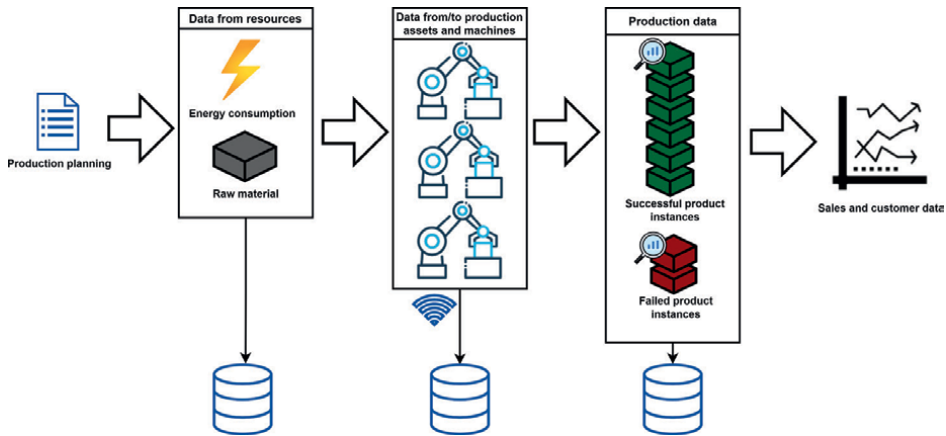 Production planning
Data from resources
Energy consumption
Raw material
Data from/to production
assets and machines
Production data
Successful product
instances
Failed product
instances
Sales and customer data